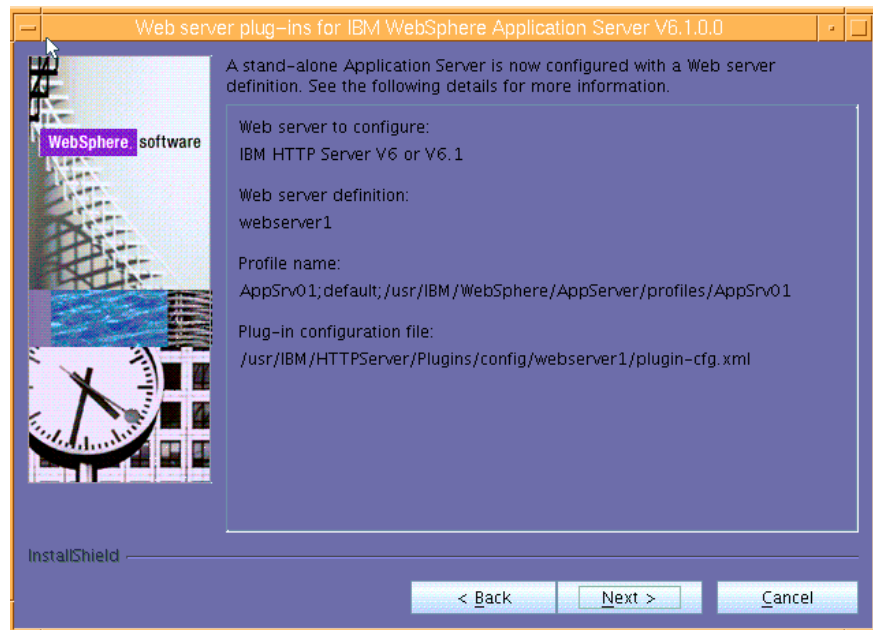 Web server plug-ins for IBM WebSphere Application Server V6.1.0.0
A stand-alone Application Server is now configured with a Web server
definition. See the following details for more information.
WebSphere. software
Web server to configure:
IBM HTTP Server V6 or V6.1
Web server definition:
webserver1
Profile name:
AppSrv01;default;/usr/IBM/WebSphere/AppServer/profiles/AppSrv01
Plug-in configuration file:
/usr/IBM/HTTPServer/Plugins/config/webserver1/plugin-cfg.xml
InstallShield
< Back
Next >
Cancel